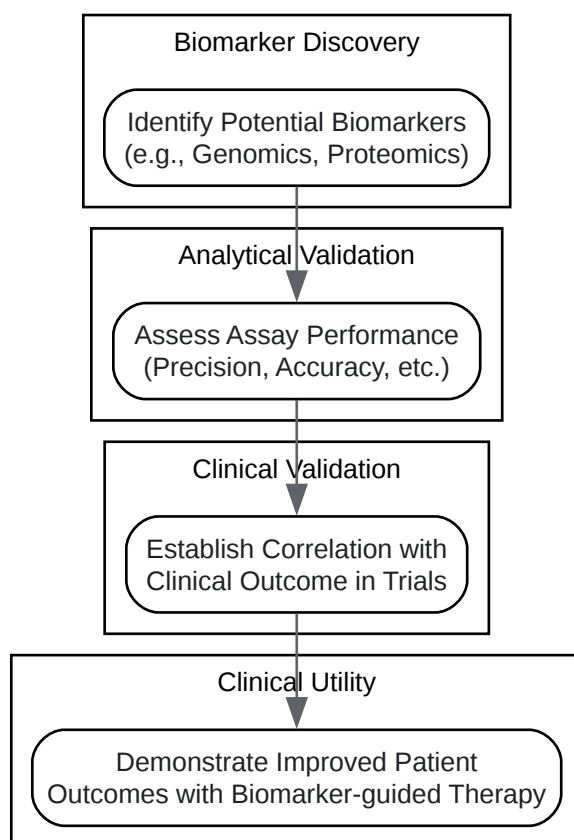 Biomarker Discovery
Identify Potential Biomarkers
(e.g., Genomics, Proteomics)
Analytical Validation
Assess Assay Performance
(Precision, Accuracy, etc.)
Clinical Validation
Establish Correlation with
Clinical Outcome in Trials
Clinical Utility
Demonstrate Improved Patient
Outcomes with Biomarker-guided Therapy